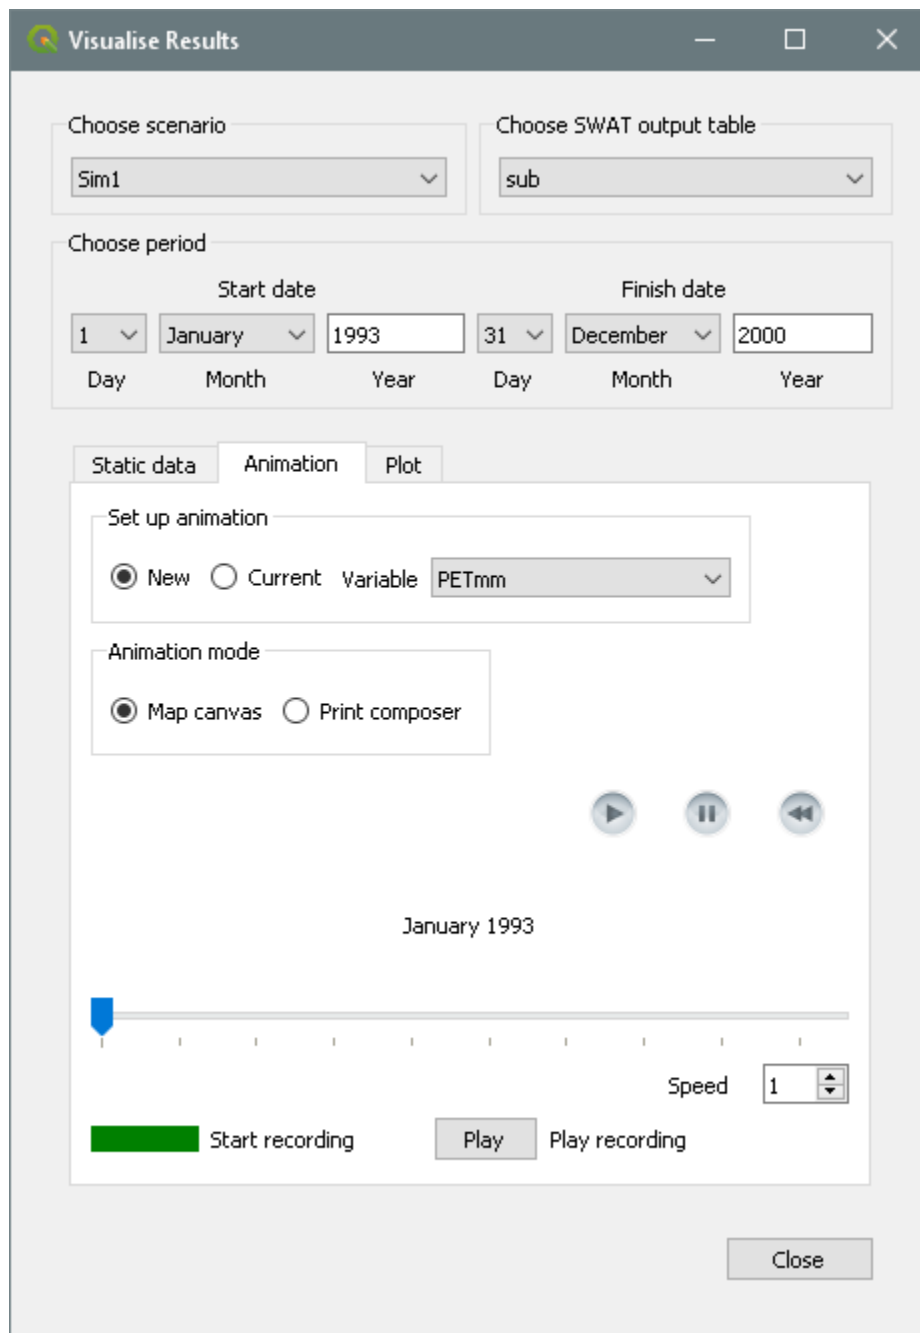 Visualise Results
Choose scenario
Choose SWAT output table
Sim1
sub
Choose period
Start date
Finish date
1 January 1993 31 December 2000
Day Month Year Day Month Year
Static data Animation Plot
Set up animation
New Current Variable PETmm
Animation mode
Map canvas Print composer
January 1993
Speed 1
Start recording Play Play recording
Close